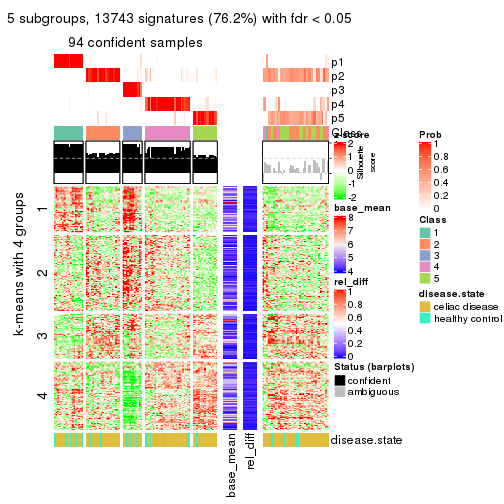 5 subgroups, 13743 signatures (76.2%) with fdr < 0.05
94 confident samples
p1
p2
p3
p4
p5
Class
z-score
2
1
0
-1
-2
Silhouette
score
base_mean
8
7
6
5
4
rel_diff
1
0.8
0.6
0.4
0.2
0
Status (barplots)
confident
ambiguous
Prob
1
0.8
0.6
0.4
0.2
0
Class
1
2
3
4
5
disease.state
celiac disease
healthy control
k-means with 4 groups
1
2
3
4
disease.state
base_mean
rel_diff